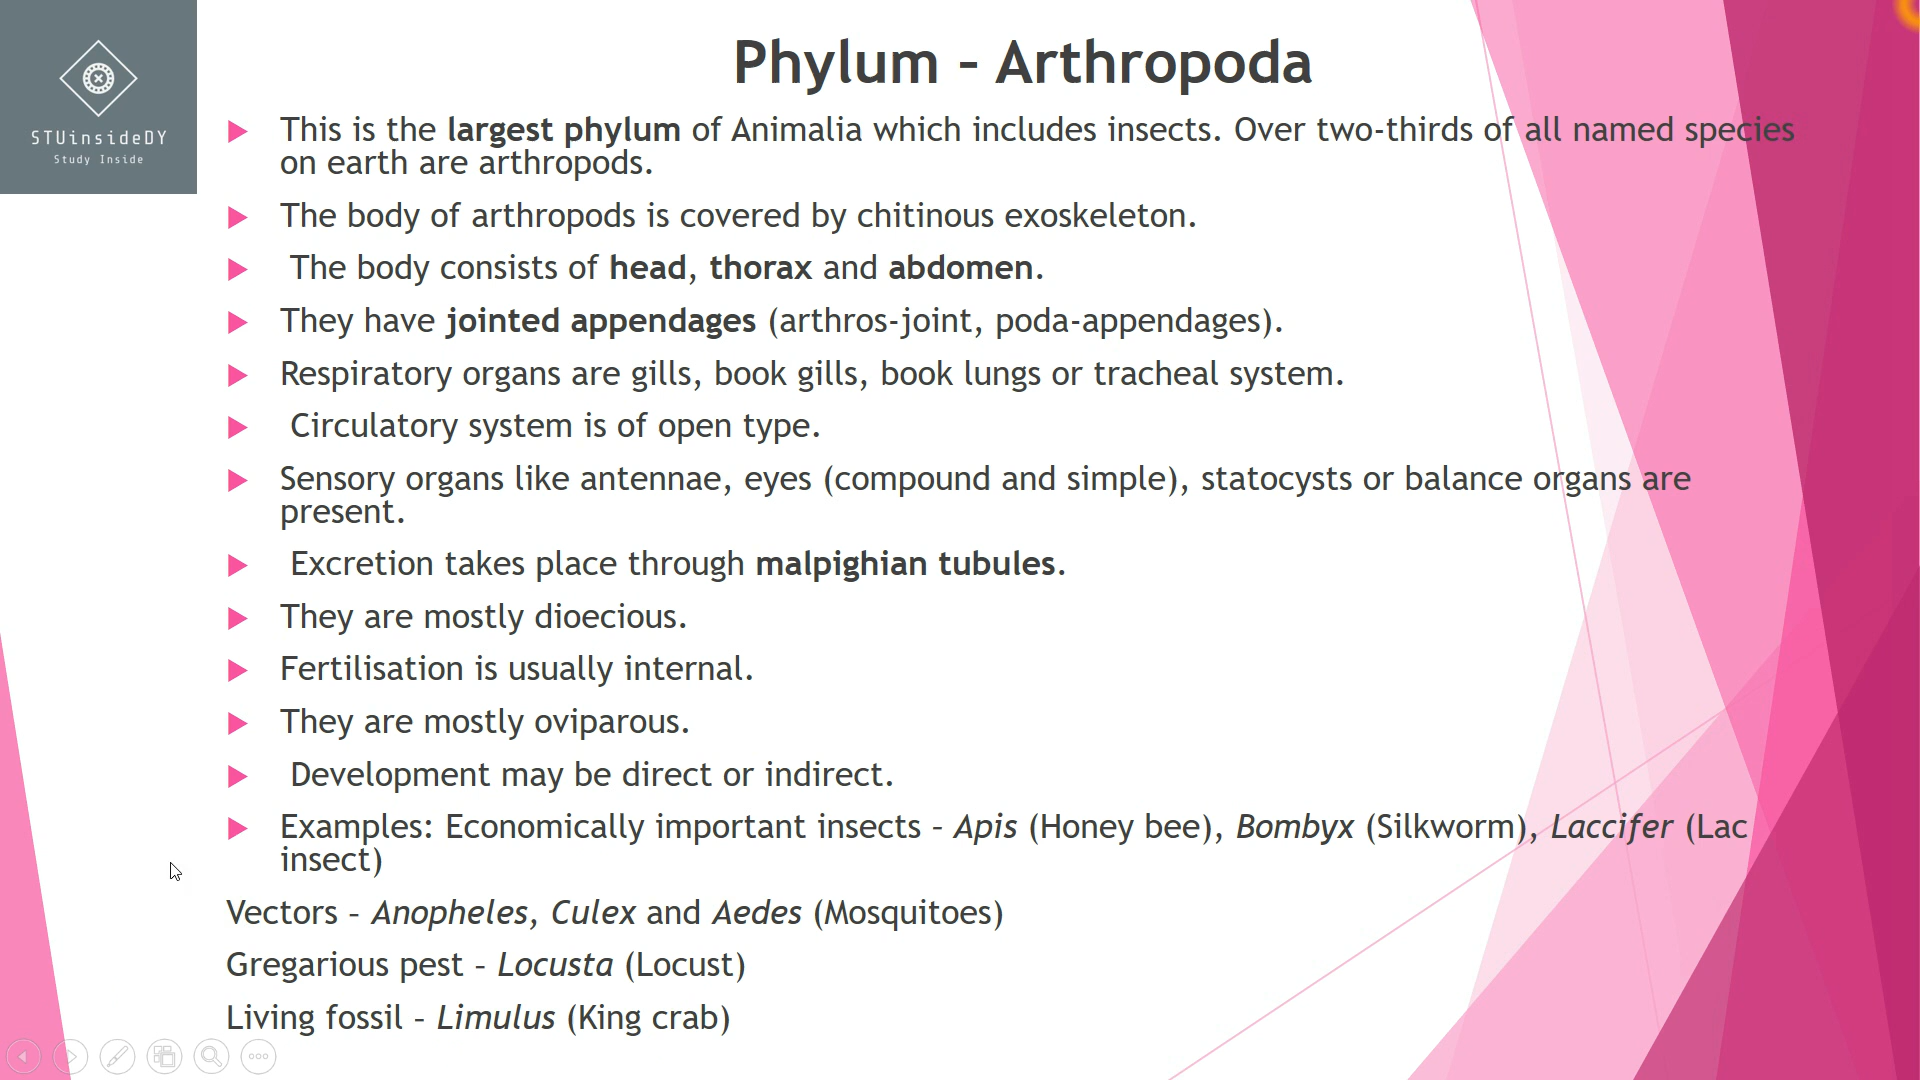 STUinsideDY
Study Inside
Phylum – Arthropoda
This is the largest phylum of Animalia which includes insects. Over two-thirds of all named species
on earth are arthropods.
The body of arthropods is covered by chitinous exoskeleton.
The body consists of head, thorax and abdomen.
They have jointed appendages (arthros-joint, poda-appendages).
Respiratory organs are gills, book gills, book lungs or tracheal system.
Circulatory system is of open type.
Sensory organs like antennae, eyes (compound and simple), statocysts or balance organs are
present.
Excretion takes place through malpighian tubules.
They are mostly dioecious.
Fertilisation is usually internal.
They are mostly oviparous.
Development may be direct or indirect.
Examples: Economically important insects – Apis (Honey bee), Bombyx (Silkworm), Laccifer (Lac
insect)
Vectors – Anopheles, Culex and Aedes (Mosquitoes)
Gregarious pest – Locusta (Locust)
Living fossil – Limulus (King crab)